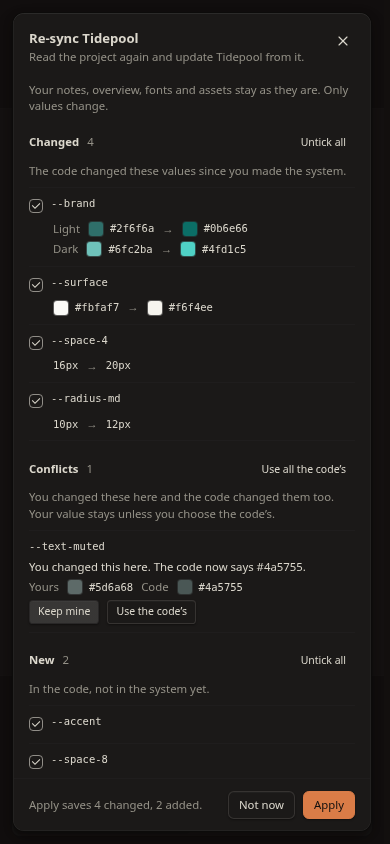 Re-sync Tidepool
Read the project again and update Tidepool from it.
Your notes, overview, fonts and assets stay as they are. Only
values change.
Changed 4 Untick all
The code changed these values since you made the system.
--brand
Light #2f6f6a → #0b6e66
Dark #6fc2ba → #4fd1c5
--surface
#fbfaf7 → #f6f4ee
--space-4
16px → 20px
--radius-md
10px → 12px
Conflicts 1 Use all the code’s
You changed these here and the code changed them too.
Your value stays unless you choose the code’s.
--text-muted
You changed this here. The code now says #4a5755.
Yours #5d6a68 Code #4a5755
Keep mine Use the code’s
New 2 Untick all
In the code, not in the system yet.
--accent
--space-8
Apply saves 4 changed, 2 added. Not now Apply